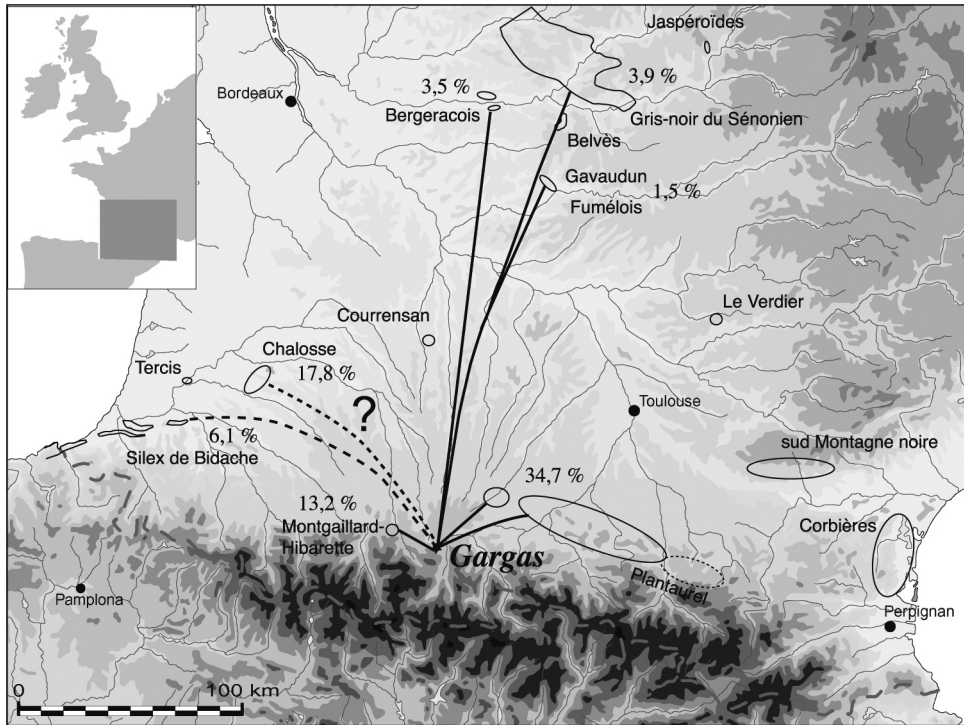 Jaspéroïdes
3,9 %
3,5 %
Bordeaux
Bergeracois
Gris-noir du Sénonien
Belvès
Gavaudun
Fumélois
1,5 %
Le Verdier
Courrensan
Chalosse
17,8 %
Tercis
?
Toulouse
6,1 %
Silex de Bidache
sud Montagne noire
34,7 %
13,2 %
Montgaillard-
Hibarette
Corbières
Gargas
Plantaurel
Pamplona
Perpignan
0
100 km